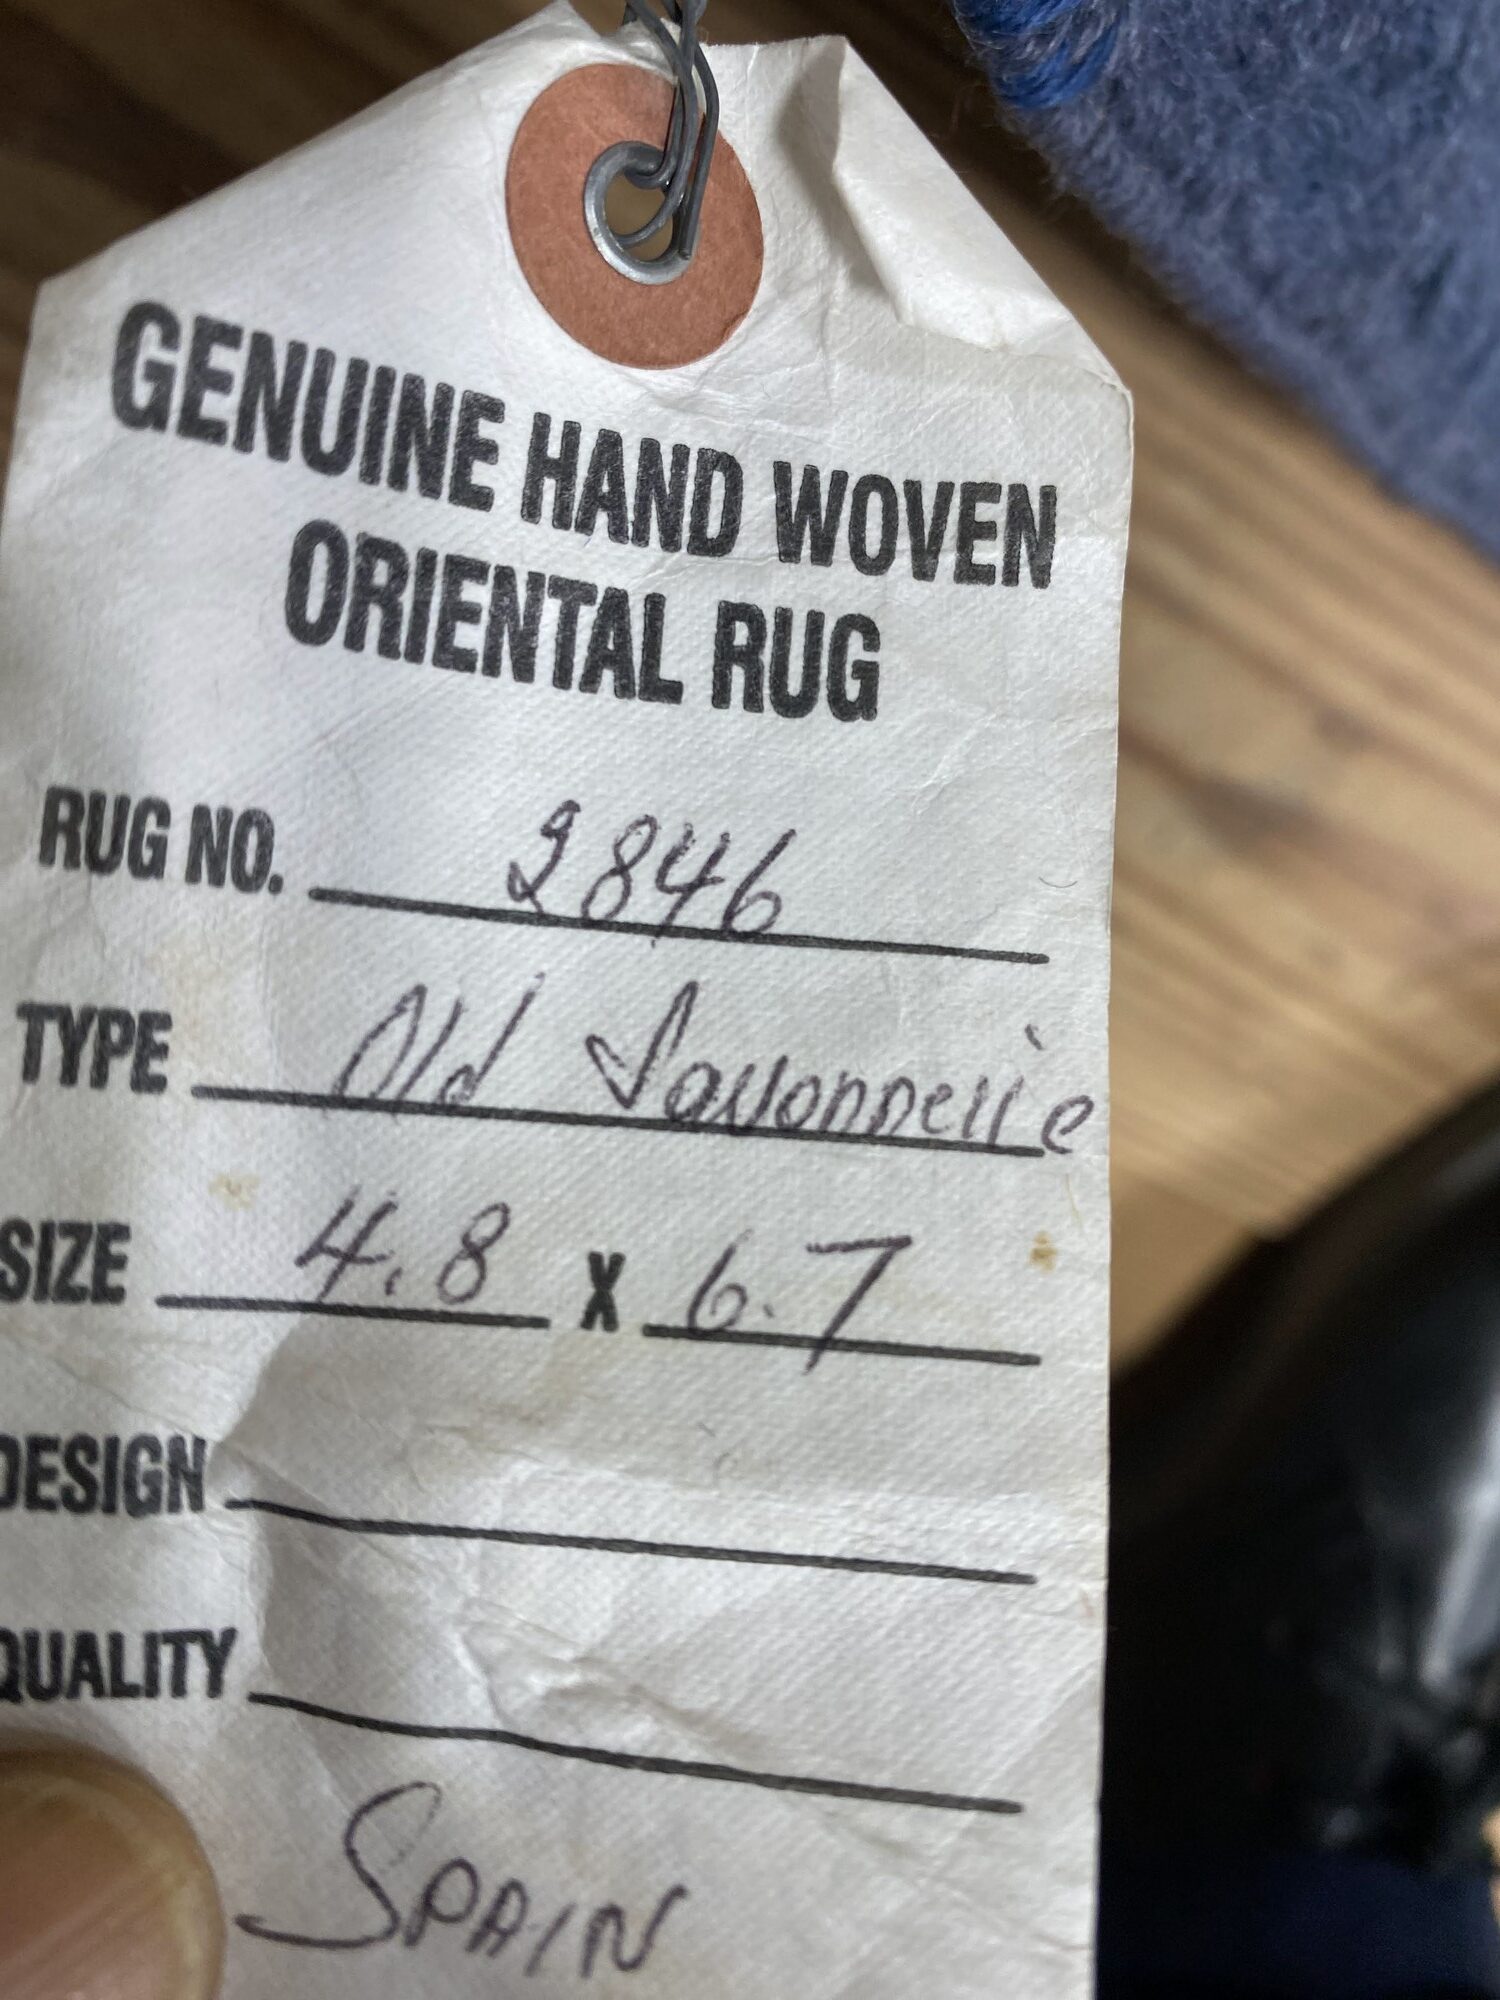 GENUINE HAND WOVEN
ORIENTAL RUG
RUG NO. 2846
TYPE Old Savonnerie
SIZE 4.8 X 6.7
DESIGN
QUALITY
SPAIN